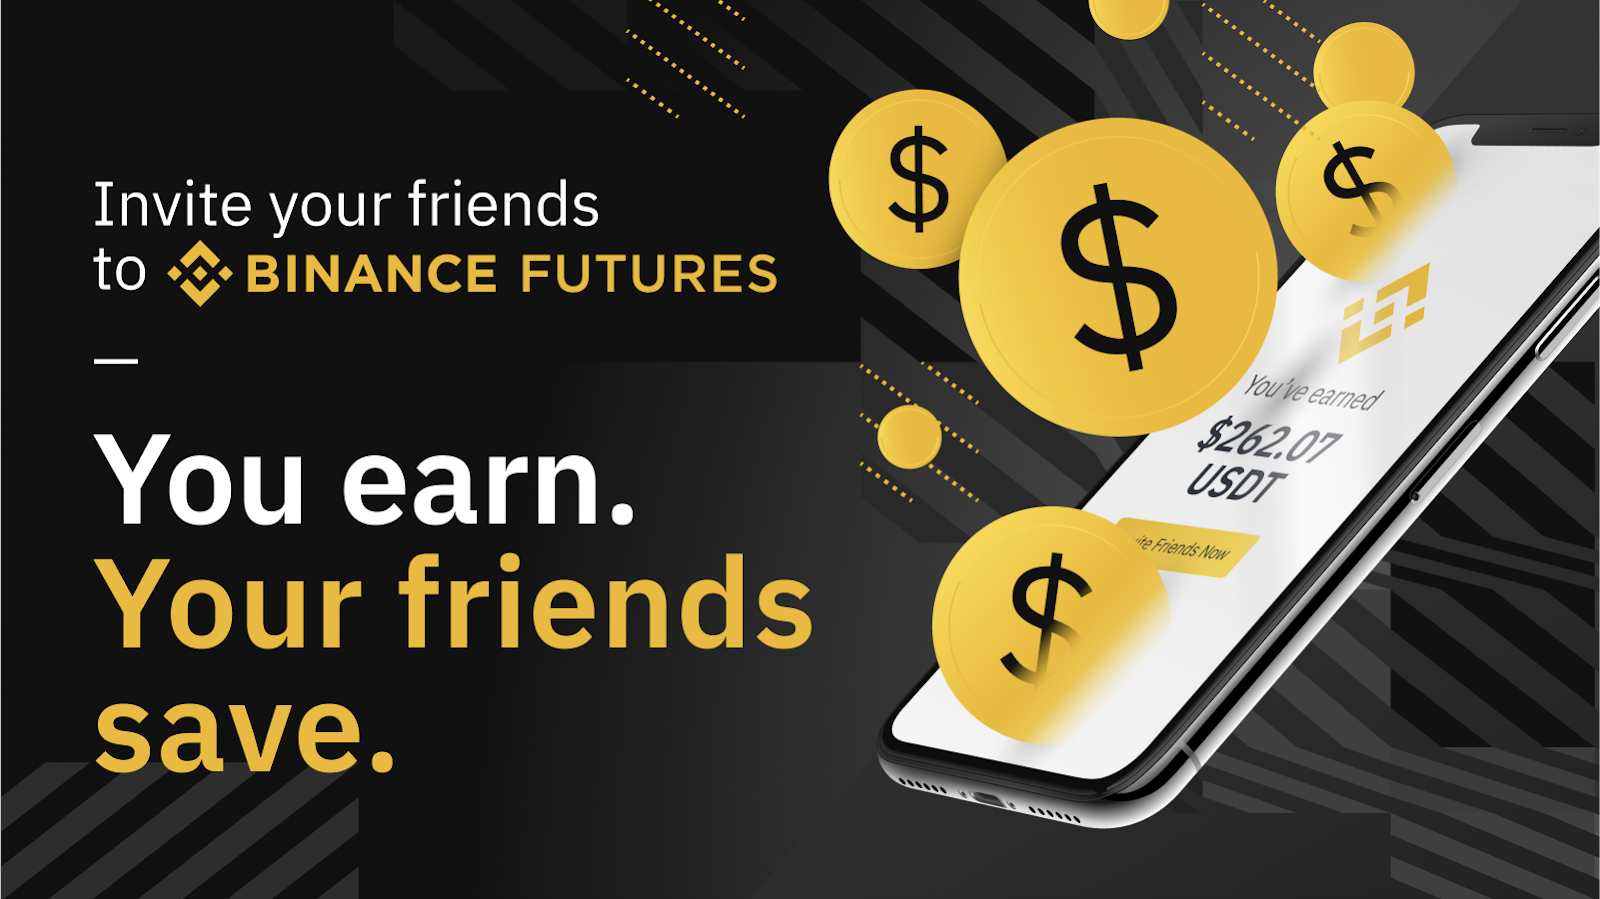 Invite your friends
to BINANCE FUTURES
You earn.
Your friends
save.
$
$
$
$
You've earned
$262.07
USDT
Friends Now